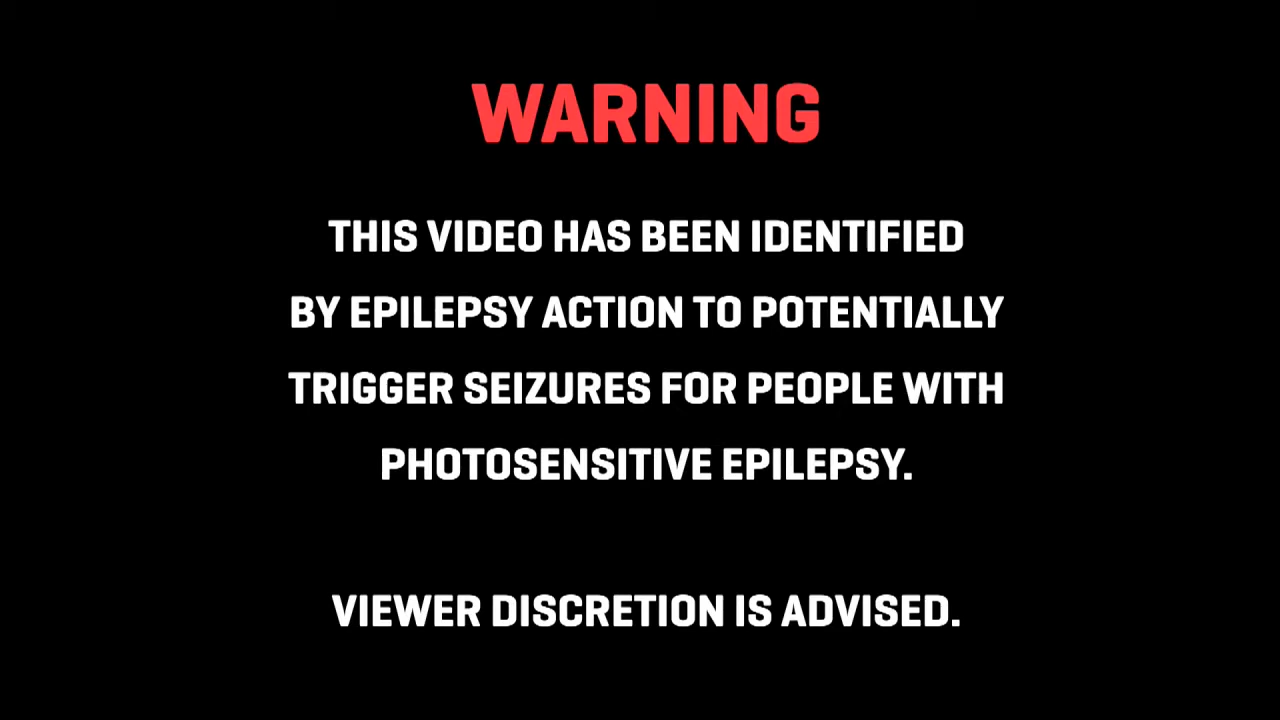 WARNING
THIS VIDEO HAS BEEN IDENTIFIED
BY EPILEPSY ACTION TO POTENTIALLY
TRIGGER SEIZURES FOR PEOPLE WITH
PHOTOSENSITIVE EPILEPSY.
VIEWER DISCRETION IS ADVISED.